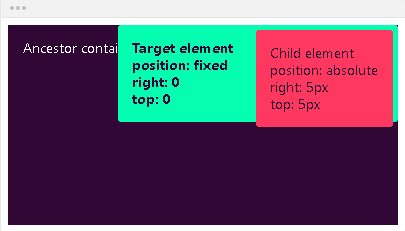 Ancestor contai
Target element
position: fixed
right: 0
top: 0
Child element
position: absolute
right: 5px
top: 5px